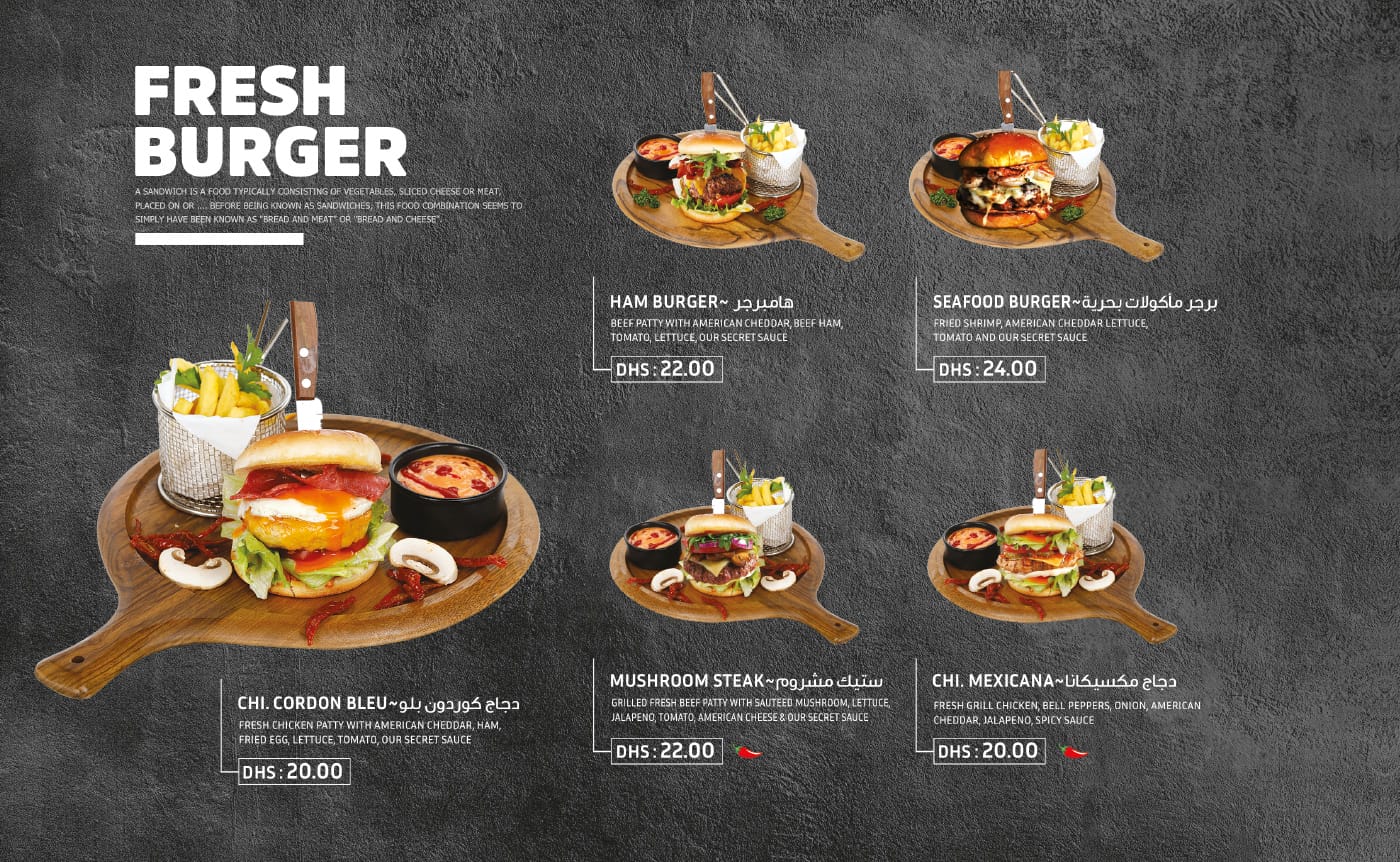 FRESH
BURGER
A SANDWICH IS A FOOD TYPICALLY CONSISTING OF VEGETABLES, SLICED CHEESE OR MEAT,
PLACED ON OR .... BEFORE BEING KNOWN AS SANDWICHES, THIS FOOD COMBINATION SEEMS TO
SIMPLY HAVE BEEN KNOWN AS "BREAD AND MEAT" OR "BREAD AND CHEESE".
HAM BURGER~ هامبرجر
BEEF PATTY WITH AMERICAN CHEDDAR, BEEF HAM,
TOMATO, LETTUCE, OUR SECRET SAUCE
DHS : 22.00
SEAFOOD BURGER~برجر مأكولات بحرية
FRIED SHRIMP, AMERICAN CHEDDAR LETTUCE,
TOMATO AND OUR SECRET SAUCE
DHS : 24.00
CHI. CORDON BLEU~دجاج كوردون بلو
FRESH CHICKEN PATTY WITH AMERICAN CHEDDAR, HAM,
FRIED EGG, LETTUCE, TOMATO, OUR SECRET SAUCE
DHS : 20.00
MUSHROOM STEAK~ستيك مشروم
GRILLED FRESH BEEF PATTY WITH SAUTEED MUSHROOM, LETTUCE,
JALAPENO, TOMATO, AMERICAN CHEESE & OUR SECRET SAUCE
DHS : 22.00
CHI. MEXICANA~دجاج مكسيكانا
FRESH GRILL CHICKEN, BELL PEPPERS, ONION, AMERICAN
CHEDDAR, JALAPENO, SPICY SAUCE
DHS : 20.00